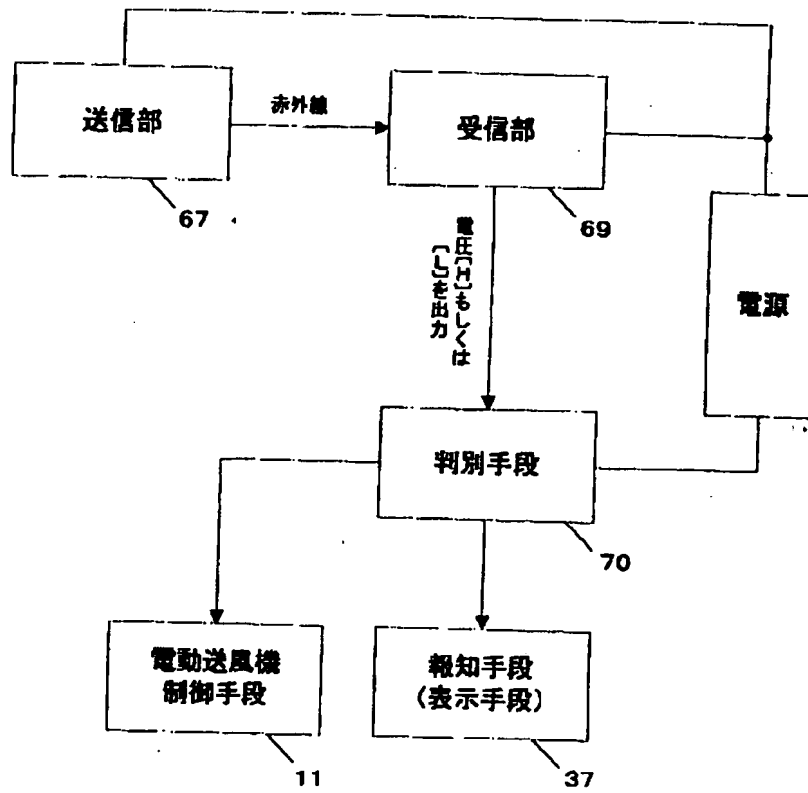 送信部
赤外線
受信部
67
69
電圧[H]もしくは
[L]を出力
電源
判別手段
70
電動送風機
制御手段
報知手段
(表示手段)
11
37